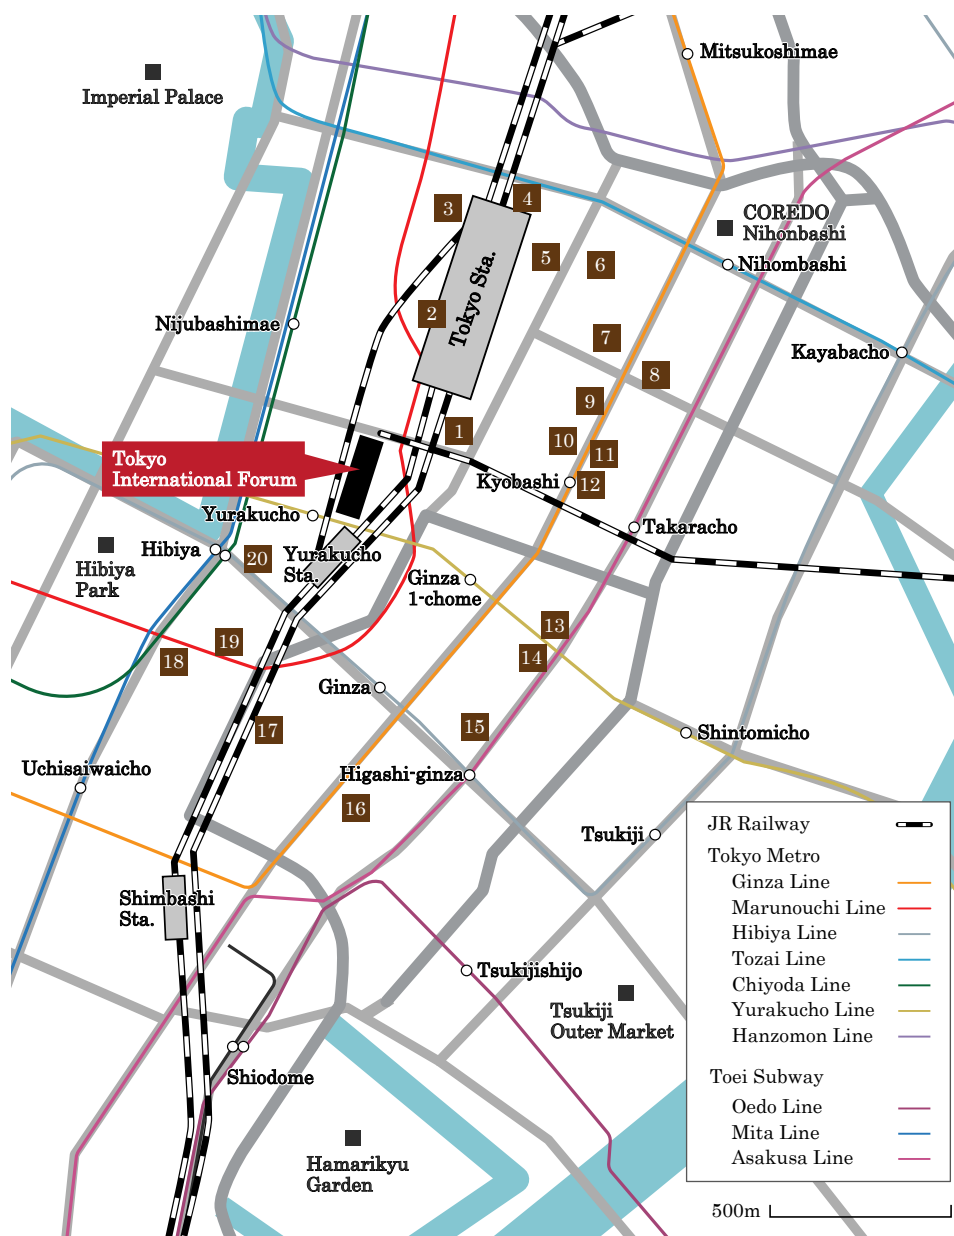 Mitsukoshimae
Imperial Palace
3
4
COREDO
Nihonbashi
5
6
Nihombashi
Tokyo Sta.
2
Nijubashimae
7
Kayabacho
8
9
1
10
11
Tokyo
International Forum
Kyobashi
12
Yurakucho
Takaracho
Hibiya
20
Yurakucho
Sta.
Hibiya
Park
Ginza
1-chome
13
19
18
14
Ginza
17
15
Shintomicho
Uchisaiwaicho
Higashi-ginza
16
Tsukiji
Shimbashi
Sta.
Tsukijishijo
Tsukiji
Outer Market
Shiodome
Hamarikyu
Garden
JR Railway
Tokyo Metro
Ginza Line
Marunouchi Line
Hibiya Line
Tozai Line
Chiyoda Line
Yurakucho Line
Hanzomon Line
Toei Subway
Oedo Line
Mita Line
Asakusa Line
500m